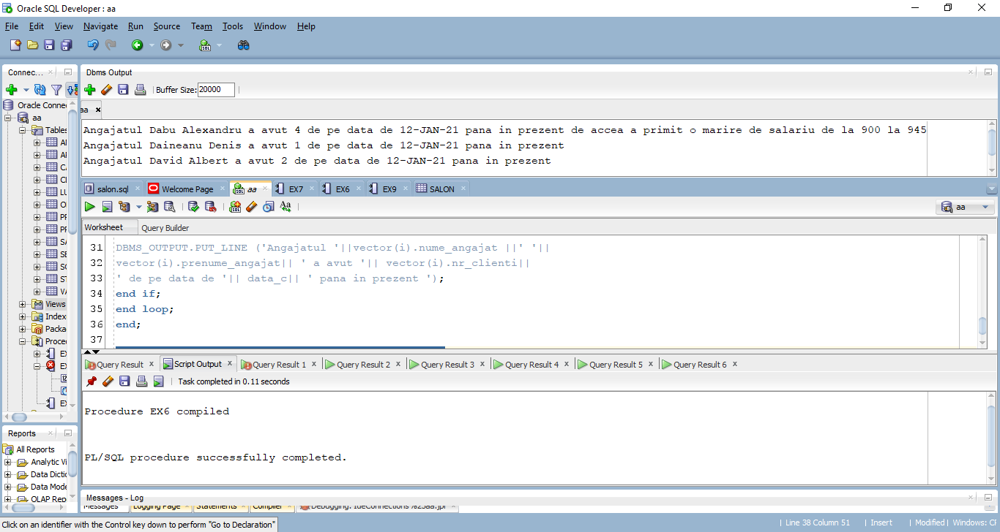 Oracle SQL Developer : aa
File Edit View Navigate Run Source Team Tools Window Help
Connec...
Oracle Conne
aa
Tables
Al
Al
C
Cl
LU
O
PR
PF
S
SE
SC
ST
V
Views
Index
Packa
Proce
EX
EX
EX
Reports
All Reports
Analytic Vi
Data Dictic
Data Mode
OLAP Rep
Dbms Output
Buffer Size: 20000
aa
Angajatul Dabu Alexandru a avut 4 de pe data de 12-JAN-21 pana in prezent de accea a primit o marire de salariu de la 900 la 945
Angajatul Daineanu Denis a avut 1 de pe data de 12-JAN-21 pana in prezent
Angajatul David Albert a avut 2 de pe data de 12-JAN-21 pana in prezent
salon.sql Welcome Page aa EX7 EX6 EX9 SALON
aa
Worksheet Query Builder
31 DBMS_OUTPUT.PUT_LINE ('Angajatul '||vector(i).nume_angajat ||' '||
32 vector(i).prenume_angajat|| ' a avut '|| vector(i).nr_clienti||
33 ' de pe data de '|| data_c|| ' pana in prezent ');
34 end if;
35 end loop;
36 end;
37
Query Result Script Output Query Result 1 Query Result 2 Query Result 3 Query Result 4 Query Result 5 Query Result 6
Task completed in 0.11 seconds
Procedure EX6 compiled
PL/SQL procedure successfully completed.
Messages - Log
Messages Logging Page Statements Compiler Debugging: IdeConnections%23aa.jpr
Click on an identifier with the Control key down to perform "Go to Declaration"
Line 38 Column 51 Insert Modified Windows: CF